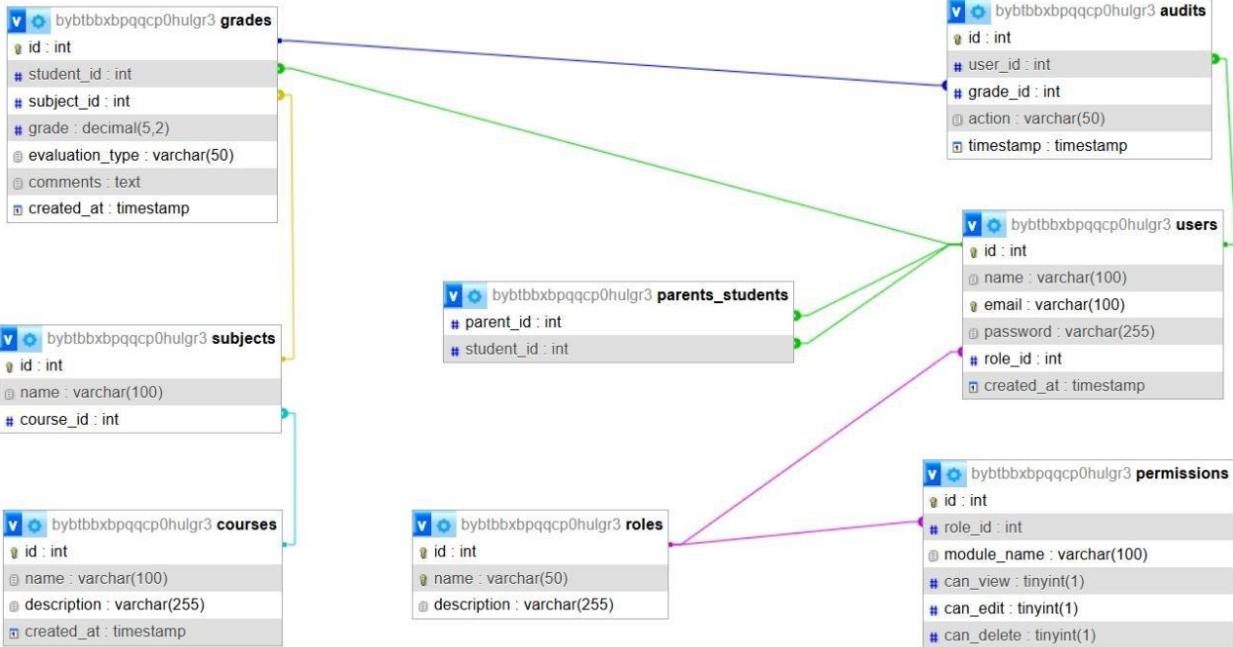 bybtbbxbpqqcp0hulgr3 grades
id : int
student_id : int
subject_id : int
grade : decimal(5,2)
evaluation_type : varchar(50)
comments : text
created_at : timestamp
bybtbbxbpqqcp0hulgr3 audits
id : int
user_id : int
grade_id : int
action : varchar(50)
timestamp : timestamp
bybtbbxbpqqcp0hulgr3 users
id : int
name : varchar(100)
email : varchar(100)
password : varchar(255)
role_id : int
created_at : timestamp
bybtbbxbpqqcp0hulgr3 parents_students
parent_id : int
student_id : int
bybtbbxbpqqcp0hulgr3 subjects
id : int
name : varchar(100)
course_id : int
bybtbbxbpqqcp0hulgr3 courses
id : int
name : varchar(100)
description : varchar(255)
created_at : timestamp
bybtbbxbpqqcp0hulgr3 roles
id : int
name : varchar(50)
description : varchar(255)
bybtbbxbpqqcp0hulgr3 permissions
id : int
role_id : int
module_name : varchar(100)
can_view : tinyint(1)
can_edit : tinyint(1)
can_delete : tinyint(1)